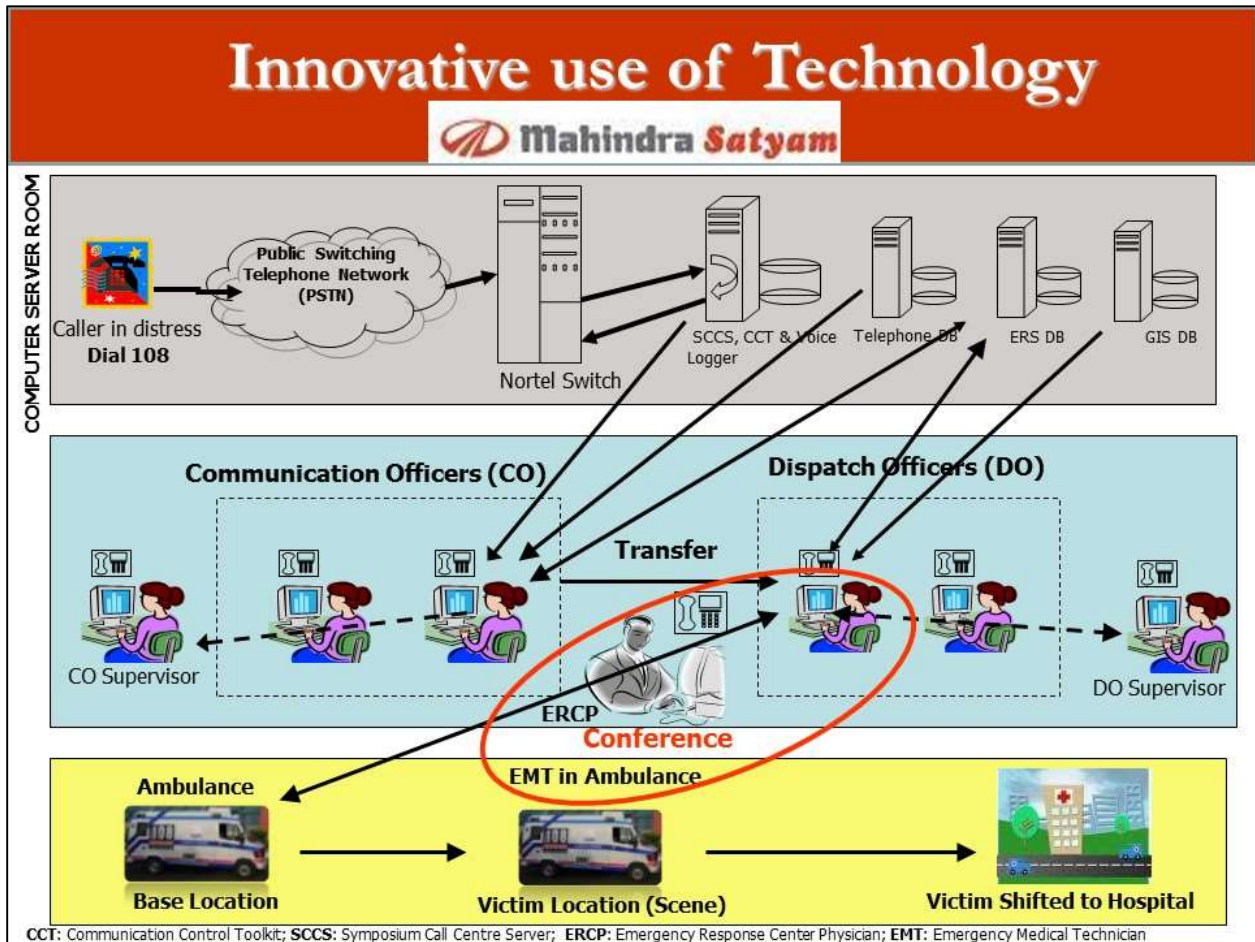 Innovative use of Technology
Mahindra Satyam
COMPUTER SERVER ROOM
Public Switching
Telephone Network
(PSTN)
Caller in distress
Dial 108
Nortel Switch
SCCS, CCT & Voice
Logger
Telephone DB
ERS DB
GIS DB
Communication Officers (CO)
Dispatch Officers (DO)
Transfer
CO Supervisor
DO Supervisor
ERCP
Conference
EMT in Ambulance
Ambulance
Base Location
Victim Location (Scene)
Victim Shifted to Hospital
CCT: Communication Control Toolkit; SCCS: Symposium Call Centre Server; ERCP: Emergency Response Center Physician; EMT: Emergency Medical Technician